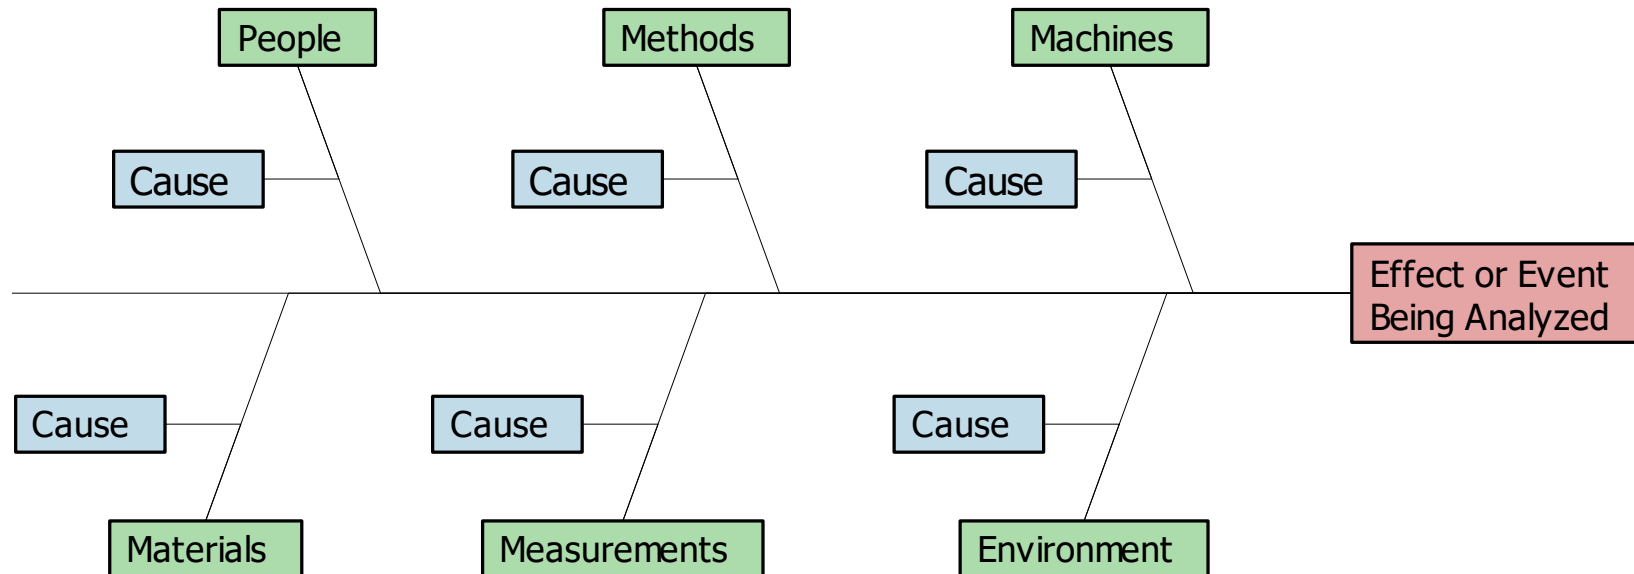 People
Methods
Machines
Cause
Cause
Cause
Effect or Event
Being Analyzed
Cause
Cause
Cause
Materials
Measurements
Environment